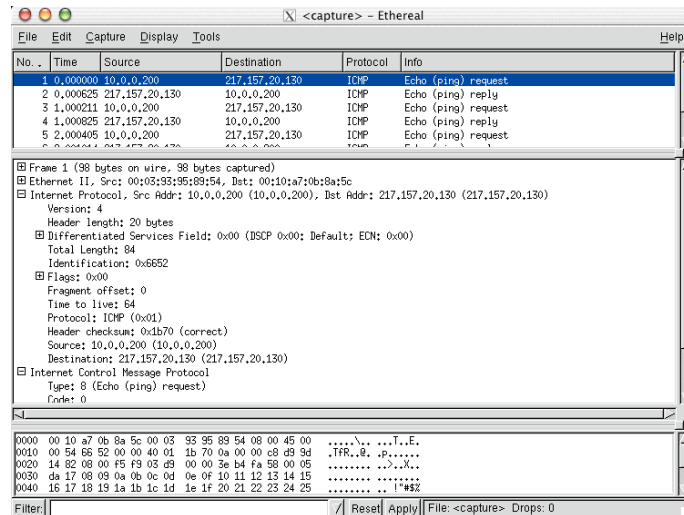 X <capture> – Ethereal
File Edit Capture Display Tools Help
No. . Time Source Destination Protocol Info
1 0.000000 10.0.0.200 217.157.20.130 ICMP Echo (ping) request
2 0.000625 217.157.20.130 10.0.0.200 ICMP Echo (ping) reply
3 1.000211 10.0.0.200 217.157.20.130 ICMP Echo (ping) request
4 1.000825 217.157.20.130 10.0.0.200 ICMP Echo (ping) reply
5 2.000405 10.0.0.200 217.157.20.130 ICMP Echo (ping) request
Frame 1 (98 bytes on wire, 98 bytes captured)
Ethernet II, Src: 00:03:93:95:89:54, Dst: 00:10:a7:0b:8a:5c
Internet Protocol, Src Addr: 10.0.0.200 (10.0.0.200), Dst Addr: 217.157.20.130 (217.157.20.130)
Version: 4
Header length: 20 bytes
Differentiated Services Field: 0x00 (DSCP 0x00: Default; ECN: 0x00)
Total Length: 84
Identification: 0x6652
Flags: 0x00
Fragment offset: 0
Time to live: 64
Protocol: ICMP (0x01)
Header checksum: 0x1b70 (correct)
Source: 10.0.0.200 (10.0.0.200)
Destination: 217.157.20.130 (217.157.20.130)
Internet Control Message Protocol
Type: 8 (Echo (ping) request)
Code: 0
0000 00 10 a7 0b 8a 5c 00 03 93 95 89 54 08 00 45 00 .....\.. ...T..E.
0010 00 54 66 52 00 00 40 01 1b 70 0a 00 00 c8 d9 9d .TfR..@. .p......
0020 14 82 08 00 f5 f9 03 d9 00 00 3e b4 fa 58 00 05 ........ ..>..X..
0030 da 17 08 09 0a 0b 0c 0d 0e 0f 10 11 12 13 14 15 ........ ........
0040 16 17 18 19 1a 1b 1c 1d 1e 1f 20 21 22 23 24 25 ........ .. !"#$%
Filter: / Reset Apply File: <capture> Drops: 0